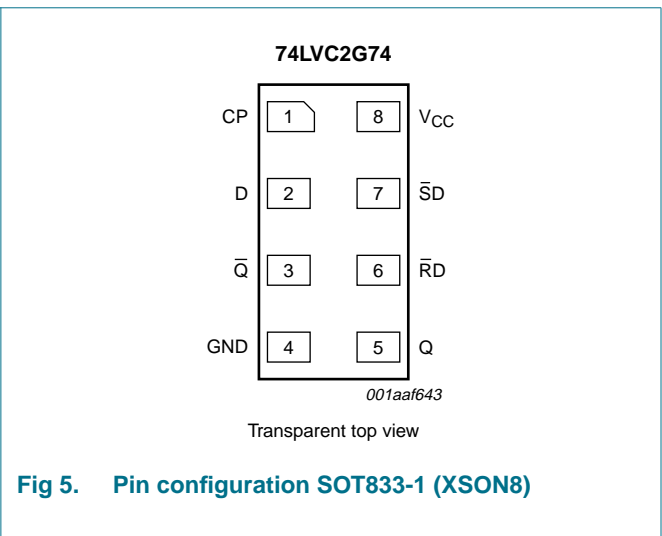 74LVC2G74
CP 1 8 VCC
D 2 7 S̅D
Q̅ 3 6 R̅D
GND 4 5 Q
001aaf643
Transparent top view
Fig 5. Pin configuration SOT833-1 (XSON8)